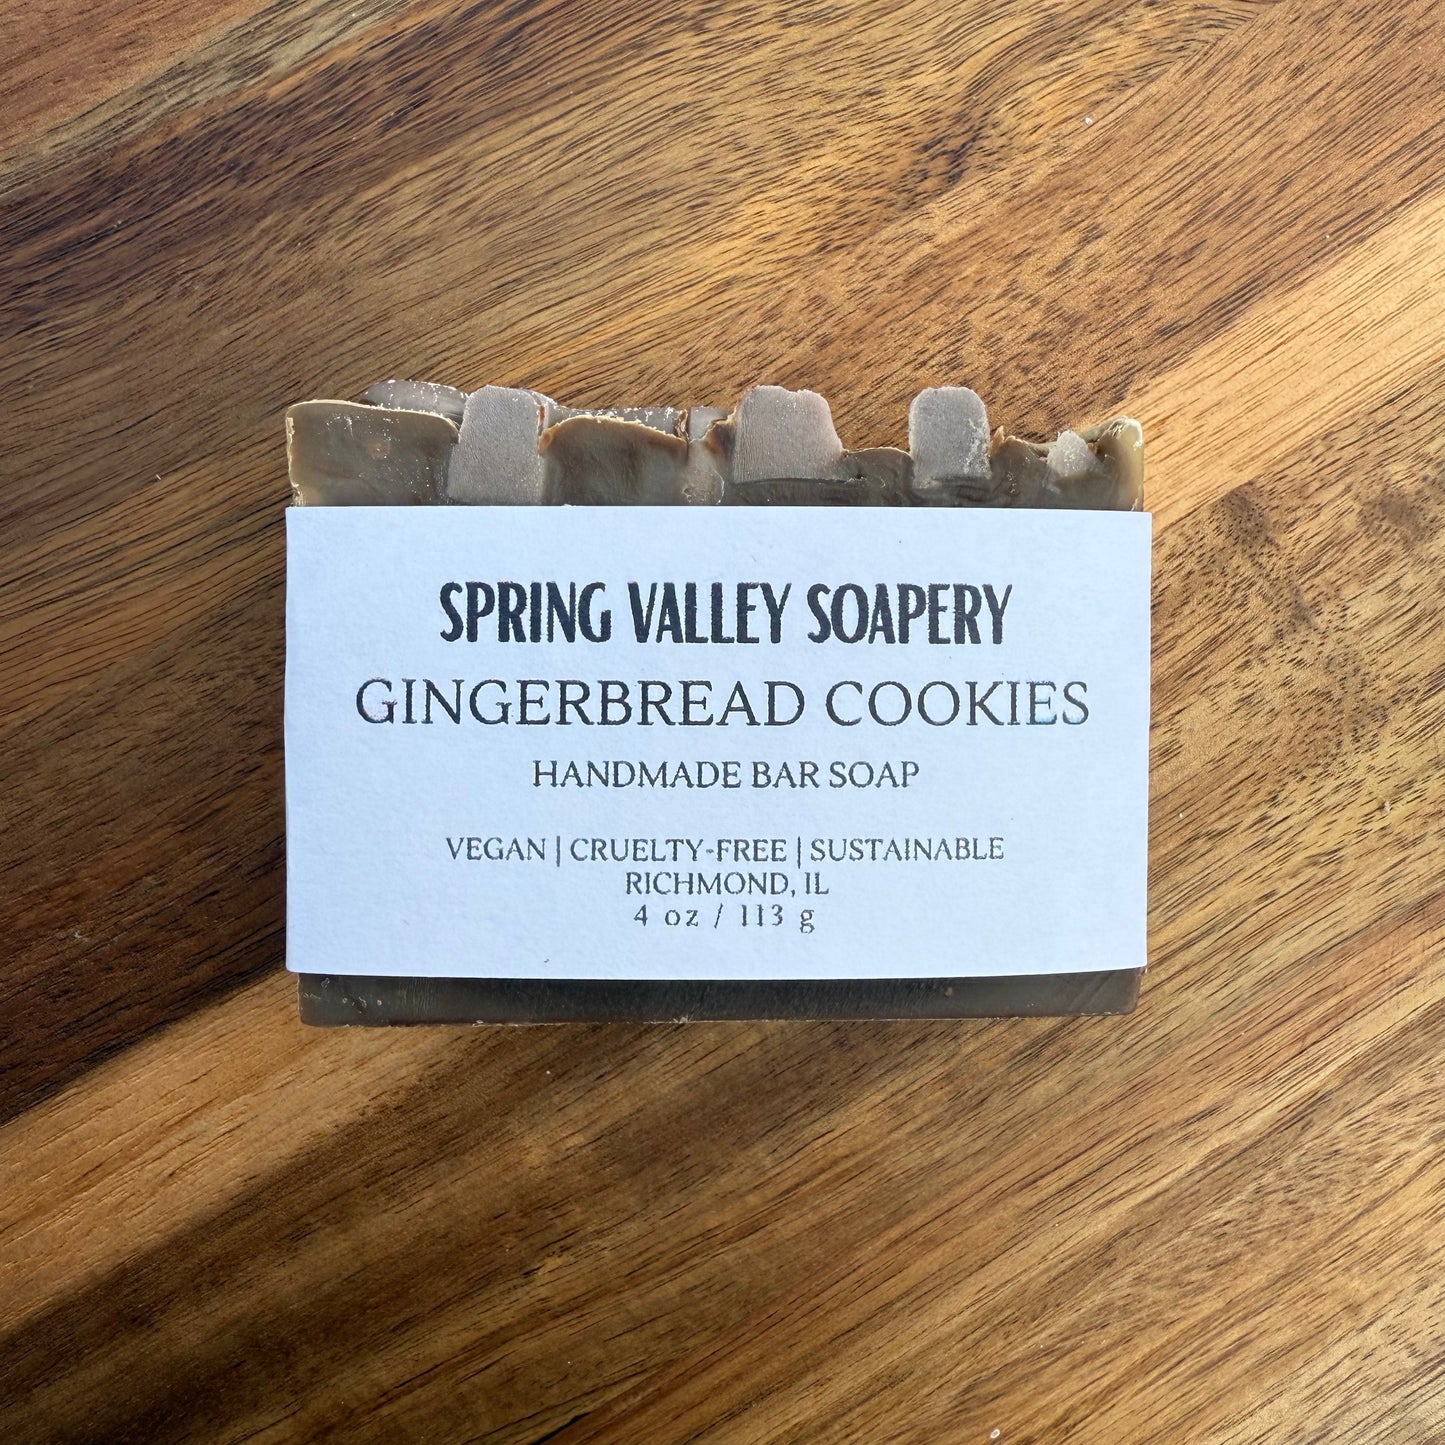 SPRING VALLEY SOAPERY
GINGERBREAD COOKIES
HANDMADE BAR SOAP
VEGAN | CRUELTY-FREE | SUSTAINABLE
RICHMOND, IL
4 oz / 113 g